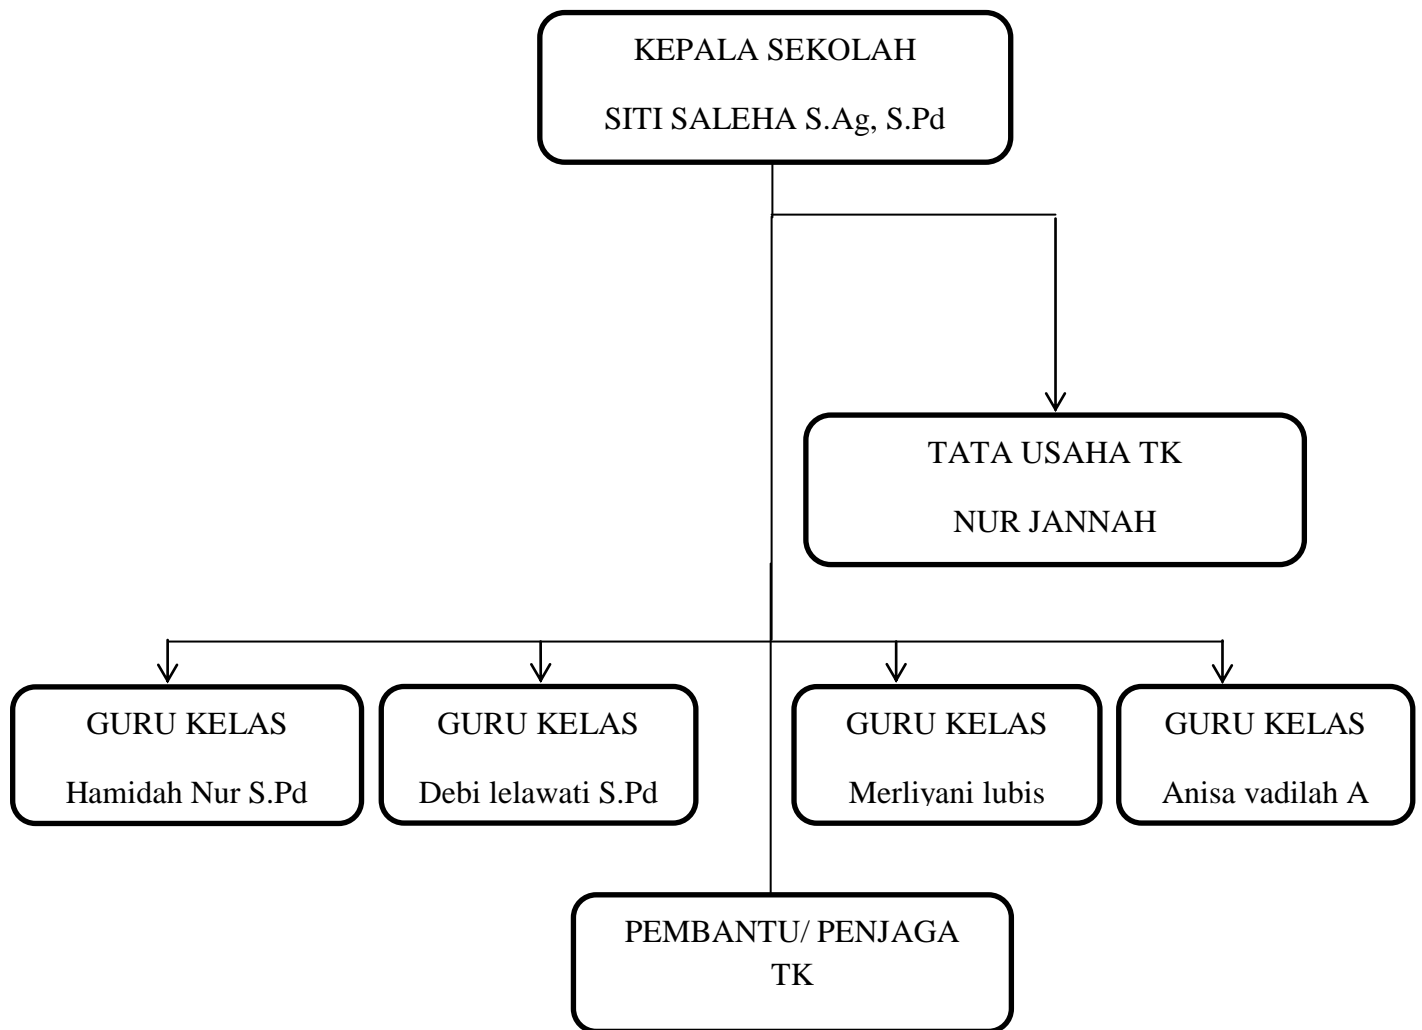 KEPALA SEKOLAH
SITI SALEHA S.Ag, S.Pd
TATA USAHA TK
NUR JANNAH
GURU KELAS
Hamidah Nur S.Pd
GURU KELAS
Debi lelawati S.Pd
GURU KELAS
Merliyani lubis
GURU KELAS
Anisa vadilah A
PEMBANTU/ PENJAGA
TK